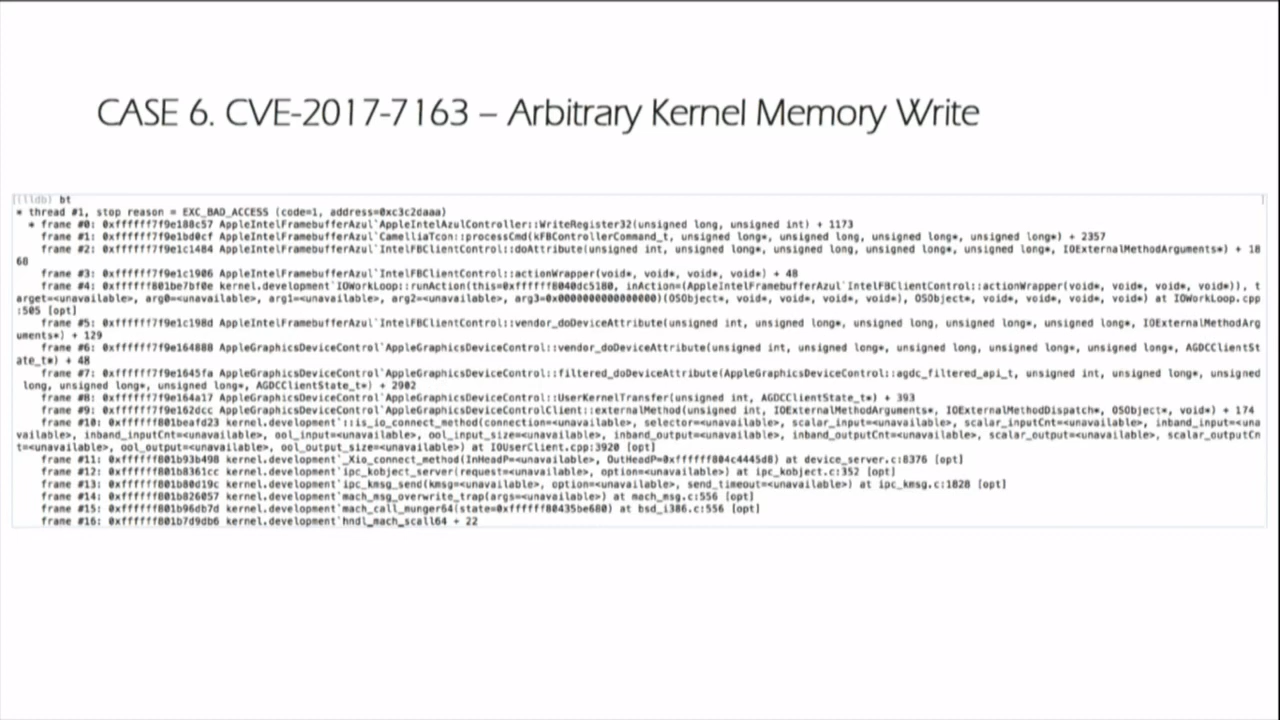 CASE 6. CVE-2017-7163 – Arbitrary Kernel Memory Write
(lldb) bt
* thread #1, stop reason = EXC_BAD_ACCESS (code=1, address=0xc3c2daaa)
* frame #0: 0xffffff7f9e188c57 AppleIntelFramebufferAzul`AppleIntelAzulController::WriteRegister32(unsigned long, unsigned int) + 1173
frame #1: 0xffffff7f9e1bd0cf AppleIntelFramebufferAzul`CamelliaTcon::processCmd(kFBControllerCommand_t, unsigned long*, unsigned long, unsigned long*, unsigned long*) + 2357
frame #2: 0xffffff7f9e1c1484 AppleIntelFramebufferAzul`IntelFBClientControl::doAttribute(unsigned int, unsigned long*, unsigned long, unsigned long*, unsigned long*, IOExternalMethodArguments*) + 18
68
frame #3: 0xffffff7f9e1c1906 AppleIntelFramebufferAzul`IntelFBClientControl::actionWrapper(void*, void*, void*, void*) + 48
frame #4: 0xffffff801be7bf0e kernel.development`IOWorkLoop::runAction(this=0xffffff8040dc5180, inAction=(AppleIntelFramebufferAzul`IntelFBClientControl::actionWrapper(void*, void*, void*, void*)), t
arget=<unavailable>, arg0=<unavailable>, arg1=<unavailable>, arg2=<unavailable>, arg3=0x0000000000000000)(OSObject*, void*, void*, void*, void*), OSObject*, void*, void*, void*, void*) at IOWorkLoop.cpp
:505 [opt]
frame #5: 0xffffff7f9e1c198d AppleIntelFramebufferAzul`IntelFBClientControl::vendor_doDeviceAttribute(unsigned int, unsigned long*, unsigned long, unsigned long*, unsigned long*, IOExternalMethodArg
uments*) + 129
frame #6: 0xffffff7f9e164888 AppleGraphicsDeviceControl`AppleGraphicsDeviceControl::vendor_doDeviceAttribute(unsigned int, unsigned long*, unsigned long, unsigned long*, unsigned long*, AGDCClientSt
ate_t*) + 48
frame #7: 0xffffff7f9e1645fa AppleGraphicsDeviceControl`AppleGraphicsDeviceControl::filtered_doDeviceAttribute(AppleGraphicsDeviceControl::agdc_filtered_api_t, unsigned int, unsigned long*, unsigned
long, unsigned long*, unsigned long*, AGDCClientState_t*) + 2902
frame #8: 0xffffff7f9e164a17 AppleGraphicsDeviceControl`AppleGraphicsDeviceControl::UserKernelTransfer(unsigned int, AGDCClientState_t*) + 393
frame #9: 0xffffff7f9e162dcc AppleGraphicsDeviceControl`AppleGraphicsDeviceControlClient::externalMethod(unsigned int, IOExternalMethodArguments*, IOExternalMethodDispatch*, OSObject*, void*) + 174
frame #10: 0xffffff801beafd23 kernel.development`::is_io_connect_method(connection=<unavailable>, selector=<unavailable>, scalar_input=<unavailable>, scalar_inputCnt=<unavailable>, inband_input=<una
vailable>, inband_inputCnt=<unavailable>, ool_input=<unavailable>, ool_input_size=<unavailable>, inband_output=<unavailable>, inband_outputCnt=<unavailable>, scalar_output=<unavailable>, scalar_outputCn
t=<unavailable>, ool_output=<unavailable>, ool_output_size=<unavailable>) at IOUserClient.cpp:3920 [opt]
frame #11: 0xffffff801b93b498 kernel.development`_Xio_connect_method(InHeadP=<unavailable>, OutHeadP=0xffffff804c4445d8) at device_server.c:8376 [opt]
frame #12: 0xffffff801b8361cc kernel.development`ipc_kobject_server(request=<unavailable>, option=<unavailable>) at ipc_kobject.c:352 [opt]
frame #13: 0xffffff801b80d19c kernel.development`ipc_kmsg_send(kmsg=<unavailable>, option=<unavailable>, send_timeout=<unavailable>) at ipc_kmsg.c:1828 [opt]
frame #14: 0xffffff801b826057 kernel.development`mach_msg_overwrite_trap(args=<unavailable>) at mach_msg.c:556 [opt]
frame #15: 0xffffff801b96db7d kernel.development`mach_call_munger64(state=0xffffff80435be680) at bsd_i386.c:556 [opt]
frame #16: 0xffffff801b7d9db6 kernel.development`hndl_mach_scall64 + 22